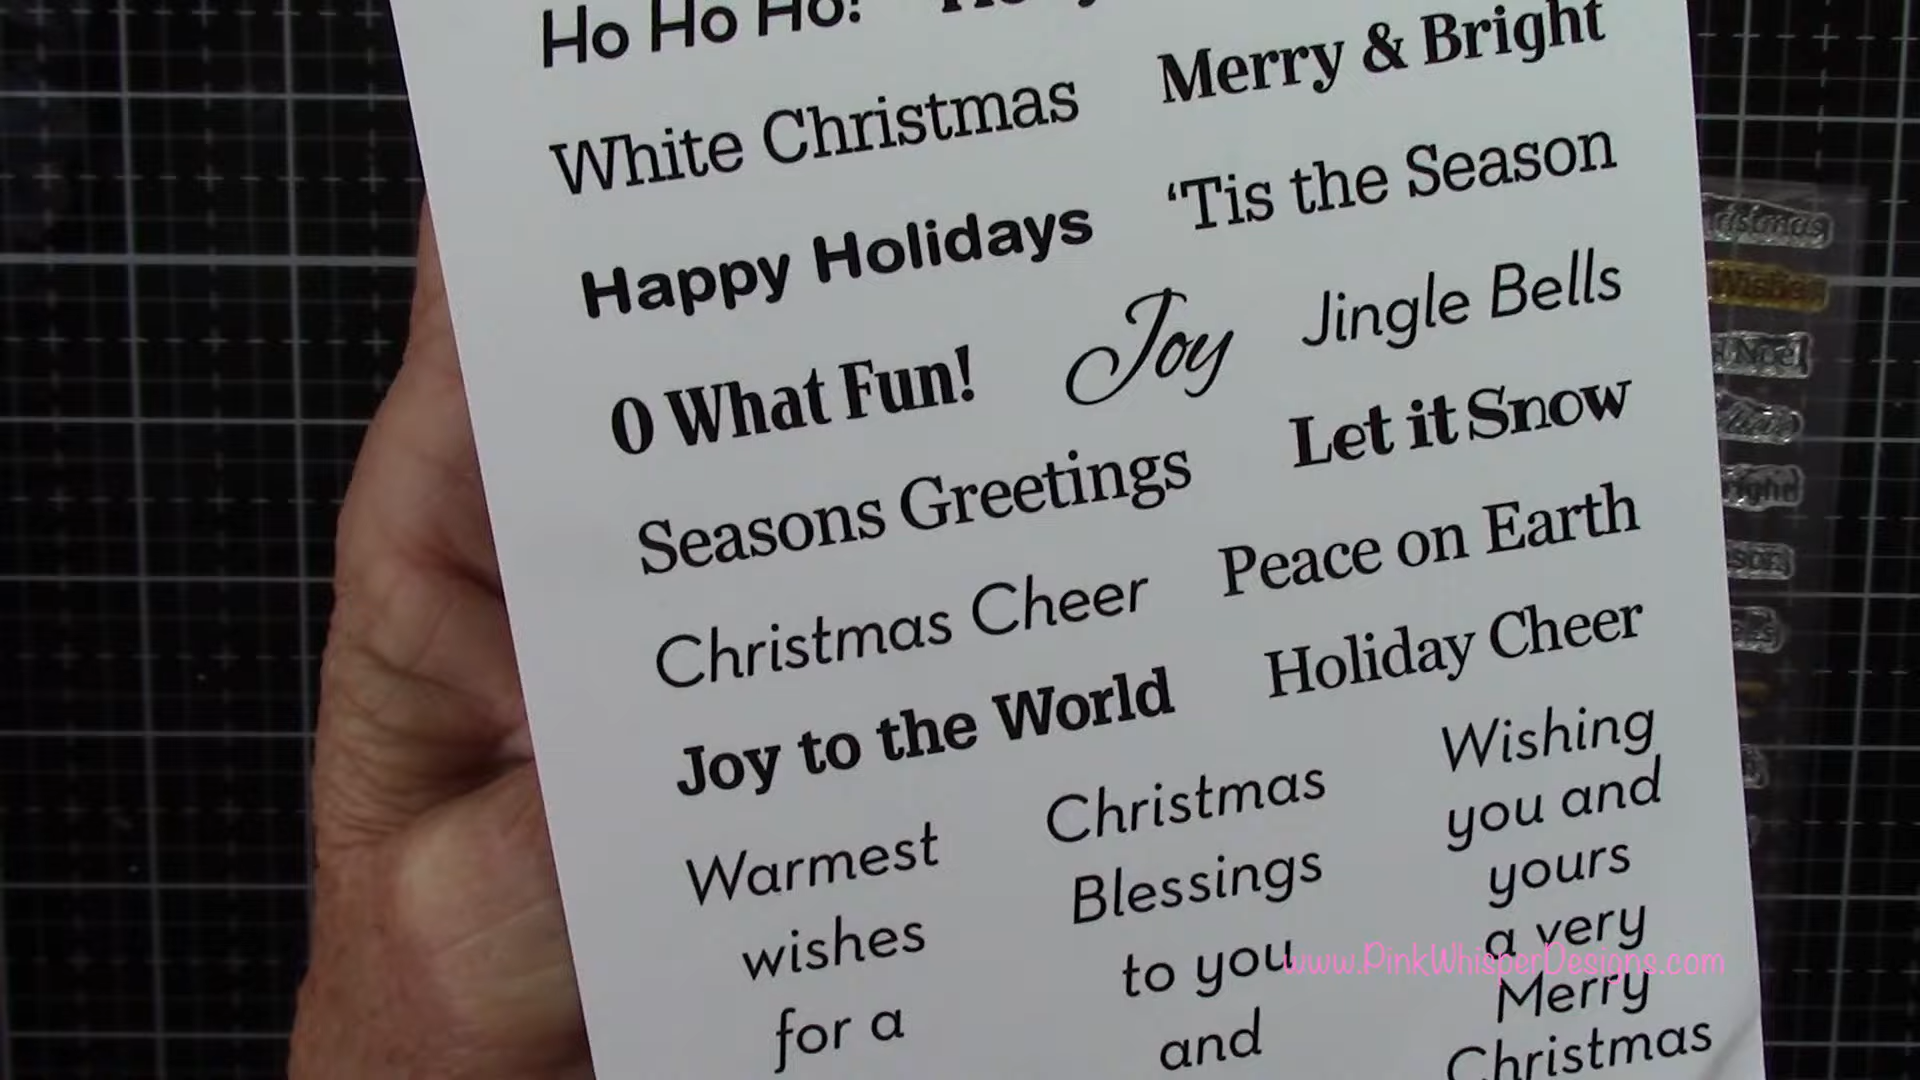 Ho Ho Ho!
White Christmas
Merry & Bright
Happy Holidays
‘Tis the Season
O What Fun!
Joy
Jingle Bells
Seasons Greetings
Let it Snow
Christmas Cheer
Peace on Earth
Joy to the World
Holiday Cheer
Warmest
wishes
for a
Christmas
Blessings
to you
and
Wishing
you and
yours
a very
Merry
Christmas
www.PinkWhisperDesigns.com
Noel